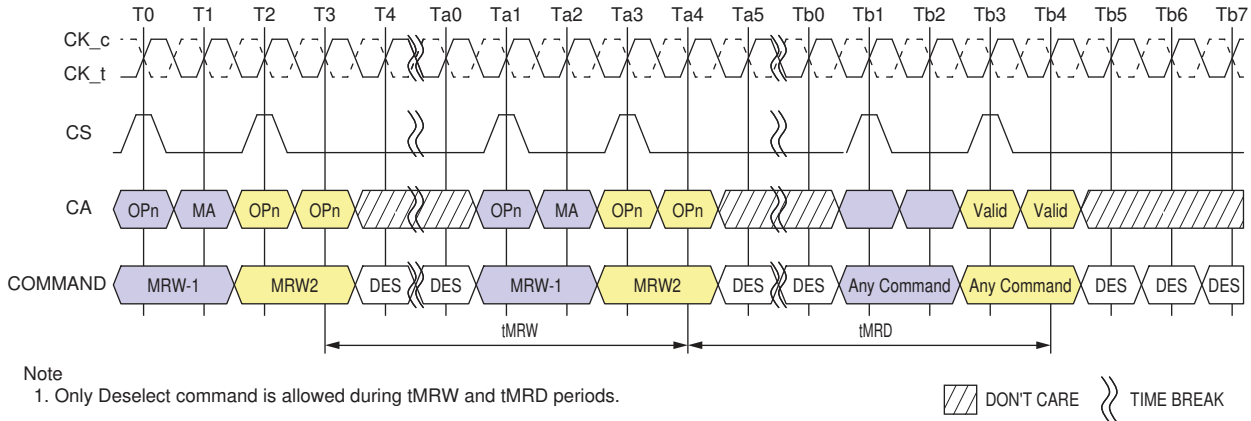 T0 T1 T2 T3 T4 Ta0 Ta1 Ta2 Ta3 Ta4 Ta5 Tb0 Tb1 Tb2 Tb3 Tb4 Tb5 Tb6 Tb7
CK_c
CK_t
CS
CA OPn MA OPn OPn OPn MA OPn OPn Valid Valid
COMMAND MRW-1 MRW2 DES DES MRW-1 MRW2 DES DES Any Command Any Command DES DES DES
tMRW tMRD
Note
1. Only Deselect command is allowed during tMRW and tMRD periods.
DON'T CARE TIME BREAK